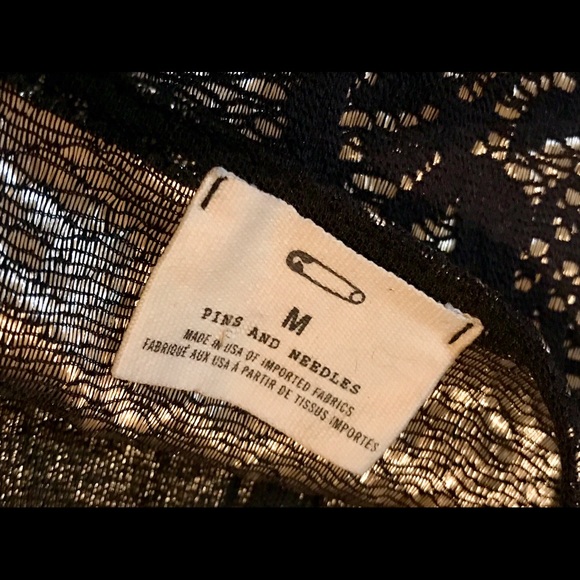 M
PINS AND NEEDLES
MADE IN USA OF IMPORTED FABRICS
FABRIQUÉ AUX USA À PARTIR DE TISSUS IMPORTÉS